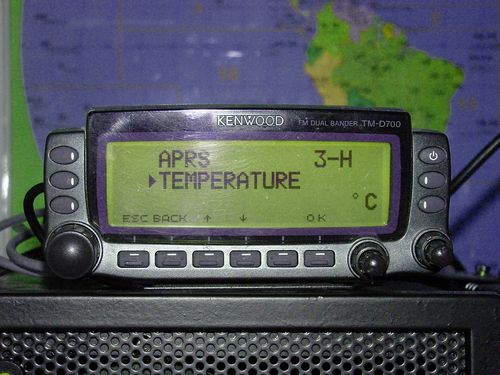 KENWOOD FM DUAL BANDER TM-D700
APRS 3-H
▶TEMPERATURE
°C
ESC BACK ↑ ↓ OK